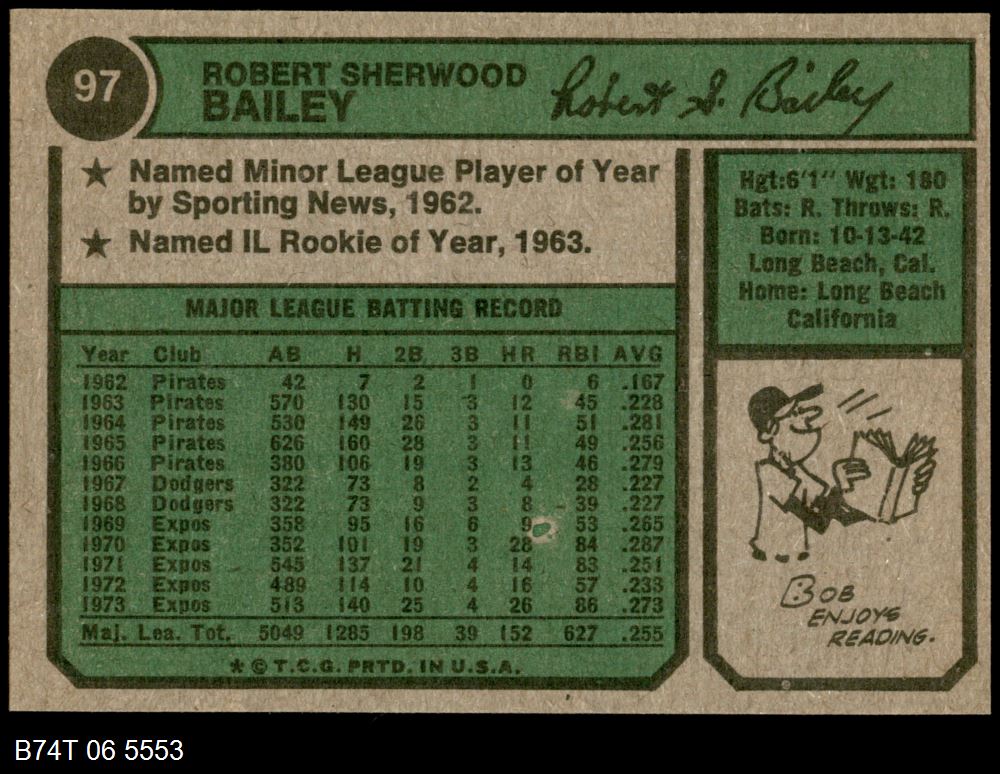 97
ROBERT SHERWOOD
BAILEY
Robert S. Bailey
★ Named Minor League Player of Year
by Sporting News, 1962.
★ Named IL Rookie of Year, 1963.
MAJOR LEAGUE BATTING RECORD
Year Club AB H 2B 3B HR RBI AVG
1962 Pirates 42 7 2 1 0 6 .167
1963 Pirates 570 130 15 3 12 45 .228
1964 Pirates 530 149 26 3 11 51 .281
1965 Pirates 626 160 28 3 11 49 .256
1966 Pirates 380 106 19 3 13 46 .279
1967 Dodgers 322 73 8 2 4 28 .227
1968 Dodgers 322 73 9 3 8 39 .227
1969 Expos 358 95 16 6 9 53 .265
1970 Expos 352 101 19 3 28 84 .287
1971 Expos 545 137 21 4 14 83 .251
1972 Expos 489 114 10 4 16 57 .233
1973 Expos 513 140 25 4 26 86 .273
Maj. Lea. Tot. 5049 1285 198 39 152 627 .255
★ © T.C.G. PRTD. IN U.S.A.
Hgt:6'1" Wgt: 180
Bats: R. Throws: R.
Born: 10-13-42
Long Beach, Cal.
Home: Long Beach
California
BOB
ENJOYS
READING.
B74T 06 5553